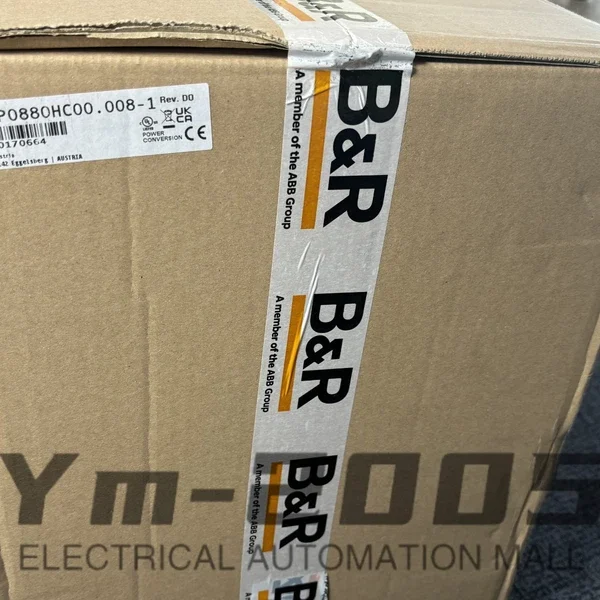 P0880HC00.008-1 Rev. D0
UK
CA
POWER
CONVERSION CE
0170664
Eggelsberg | AUSTRIA
B&R
A member of the ABB Group
B&R
A member of the ABB Group
B&R
A member of the ABB Group
ELECTRICAL AUTOMATION MALL